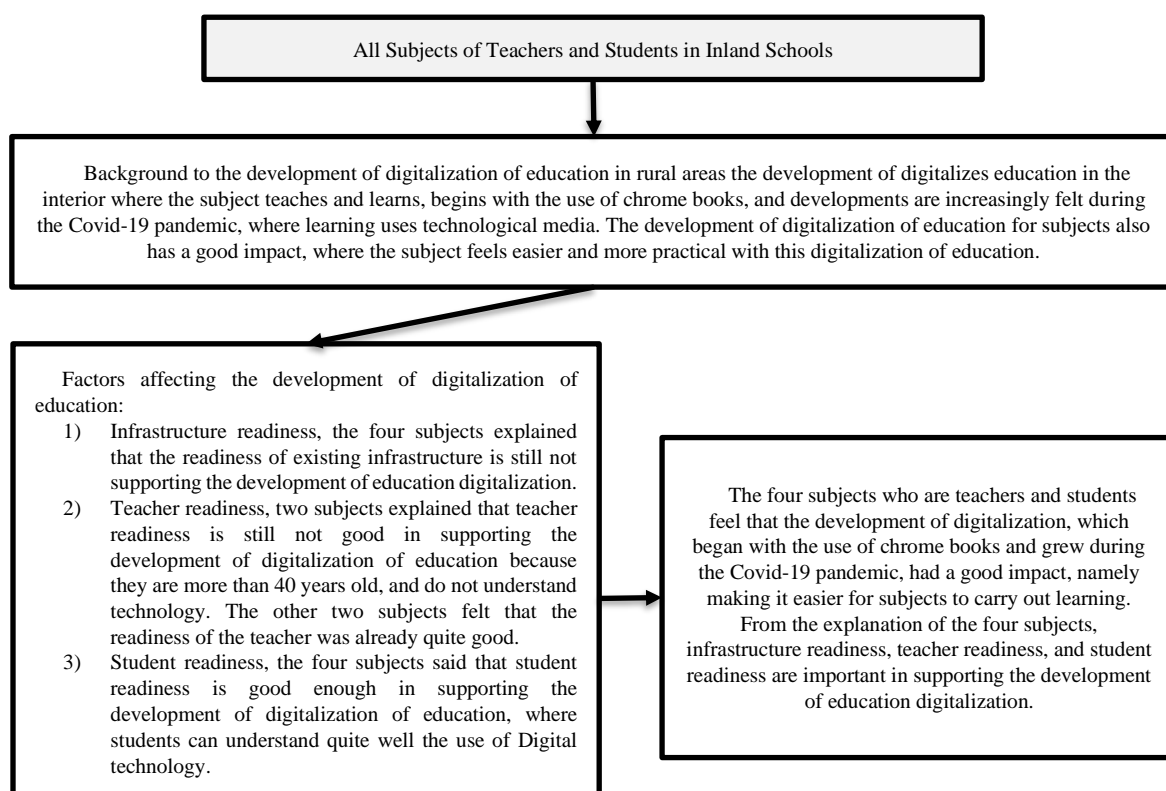 All Subjects of Teachers and Students in Inland Schools
Background to the development of digitalization of education in rural areas the development of digitalizes education in the
interior where the subject teaches and learns, begins with the use of chrome books, and developments are increasingly felt during
the Covid-19 pandemic, where learning uses technological media. The development of digitalization of education for subjects also
has a good impact, where the subject feels easier and more practical with this digitalization of education.
Factors affecting the development of digitalization of
education:
1) Infrastructure readiness, the four subjects explained
that the readiness of existing infrastructure is still not
supporting the development of education digitalization.
2) Teacher readiness, two subjects explained that teacher
readiness is still not good in supporting the
development of digitalization of education because
they are more than 40 years old, and do not understand
technology. The other two subjects felt that the
readiness of the teacher was already quite good.
3) Student readiness, the four subjects said that student
readiness is good enough in supporting the
development of digitalization of education, where
students can understand quite well the use of Digital
technology.
The four subjects who are teachers and students
feel that the development of digitalization, which
began with the use of chrome books and grew during
the Covid-19 pandemic, had a good impact, namely
making it easier for subjects to carry out learning.
From the explanation of the four subjects,
infrastructure readiness, teacher readiness, and student
readiness are important in supporting the development
of education digitalization.